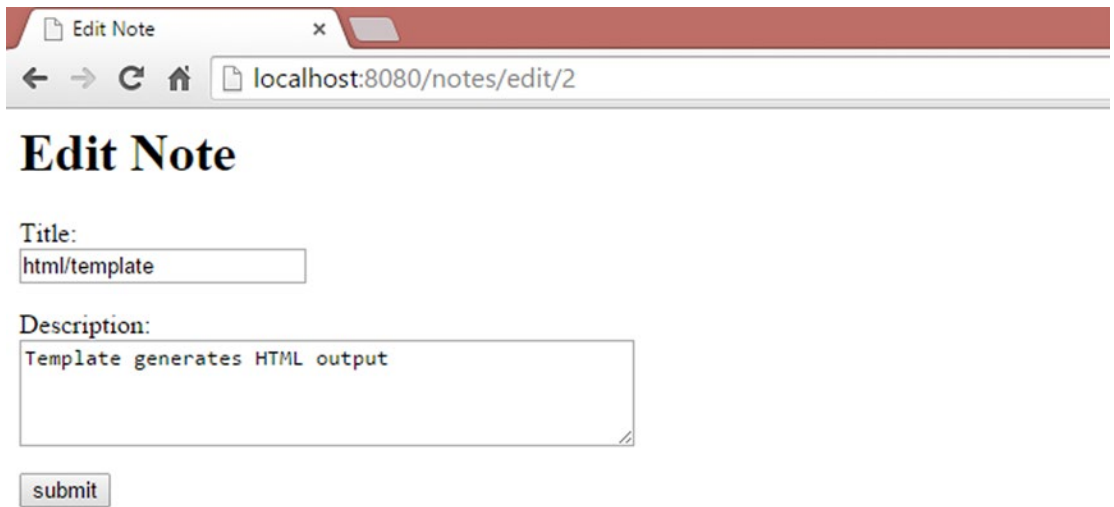 Edit Note
localhost:8080/notes/edit/2
Edit Note
Title:
html/template
Description:
Template generates HTML output
submit